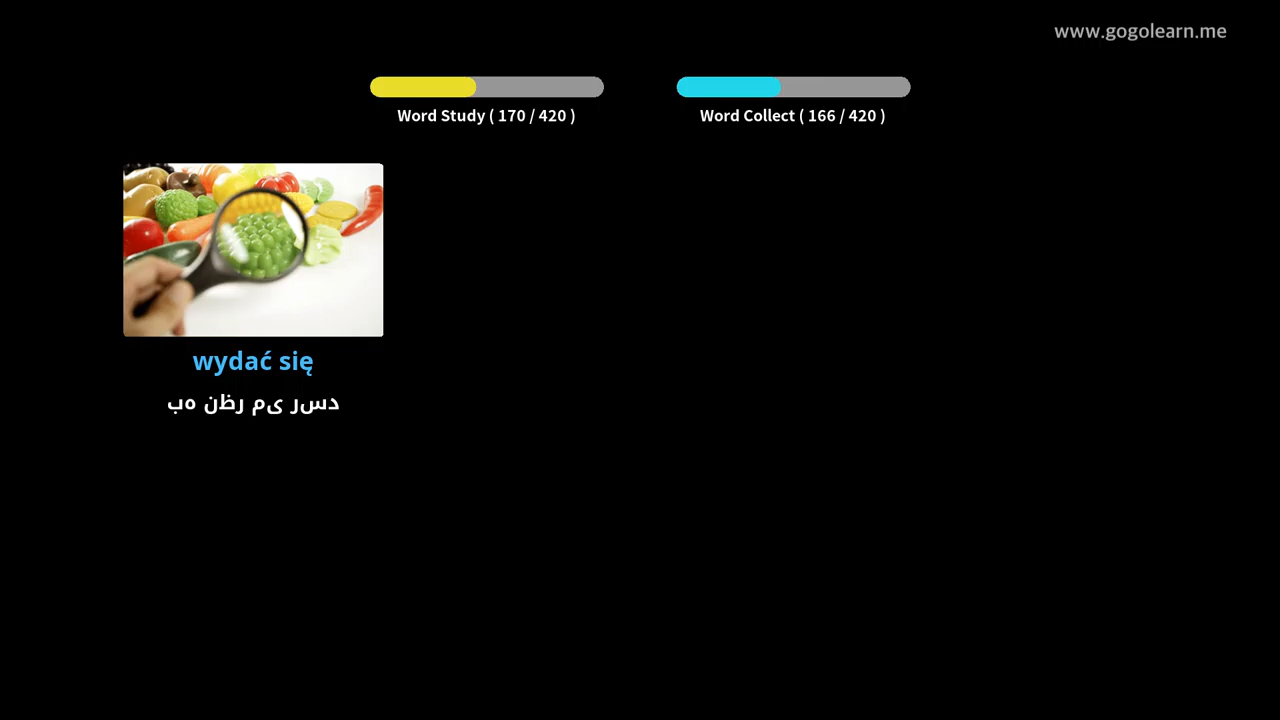 www.gogolearn.me
Word Study ( 170 / 420 )
Word Collect ( 166 / 420 )
wydać się
دسر یم رظن هب